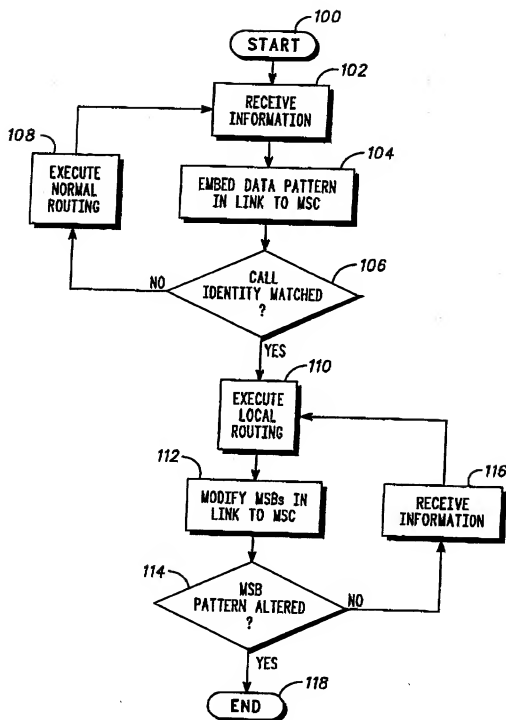 100
START
102
RECEIVE
INFORMATION
108
EXECUTE
NORMAL
ROUTING
104
EMBED DATA PATTERN
IN LINK TO MSC
106
CALL
IDENTITY MATCHED
?
NO
YES
110
EXECUTE
LOCAL
ROUTING
112
MODIFY MSBs IN
LINK TO MSC
116
RECEIVE
INFORMATION
114
MSB
PATTERN ALTERED
?
NO
YES
END
118